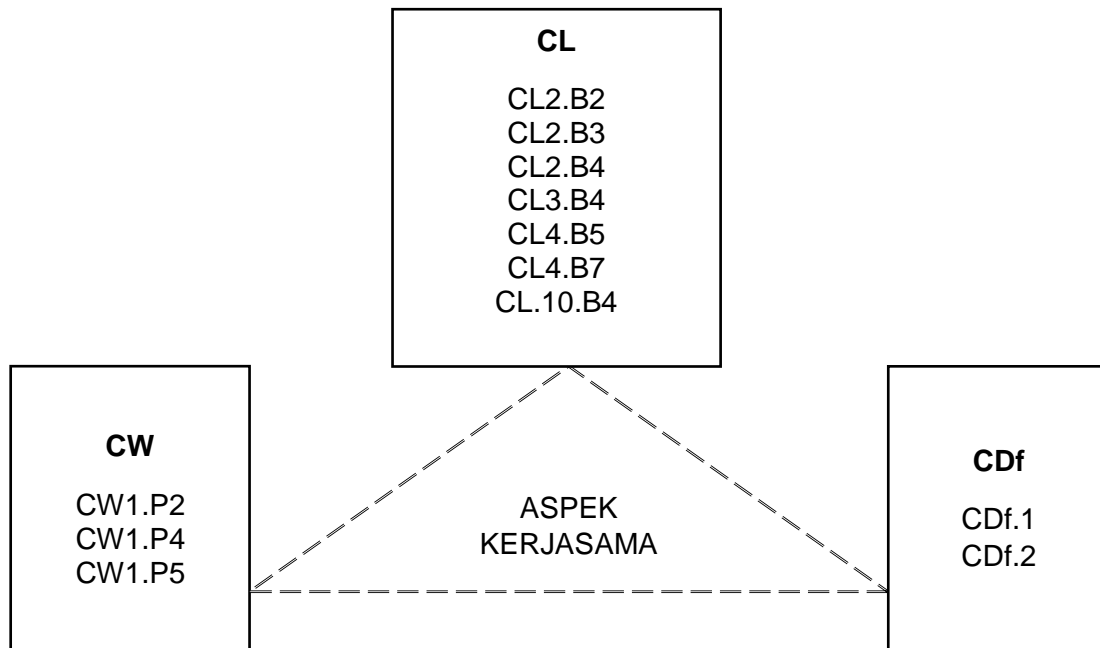 CL
CL2.B2
CL2.B3
CL2.B4
CL3.B4
CL4.B5
CL4.B7
CL.10.B4
CW
CW1.P2
CW1.P4
CW1.P5
ASPEK
KERJASAMA
CDf
CDf.1
CDf.2